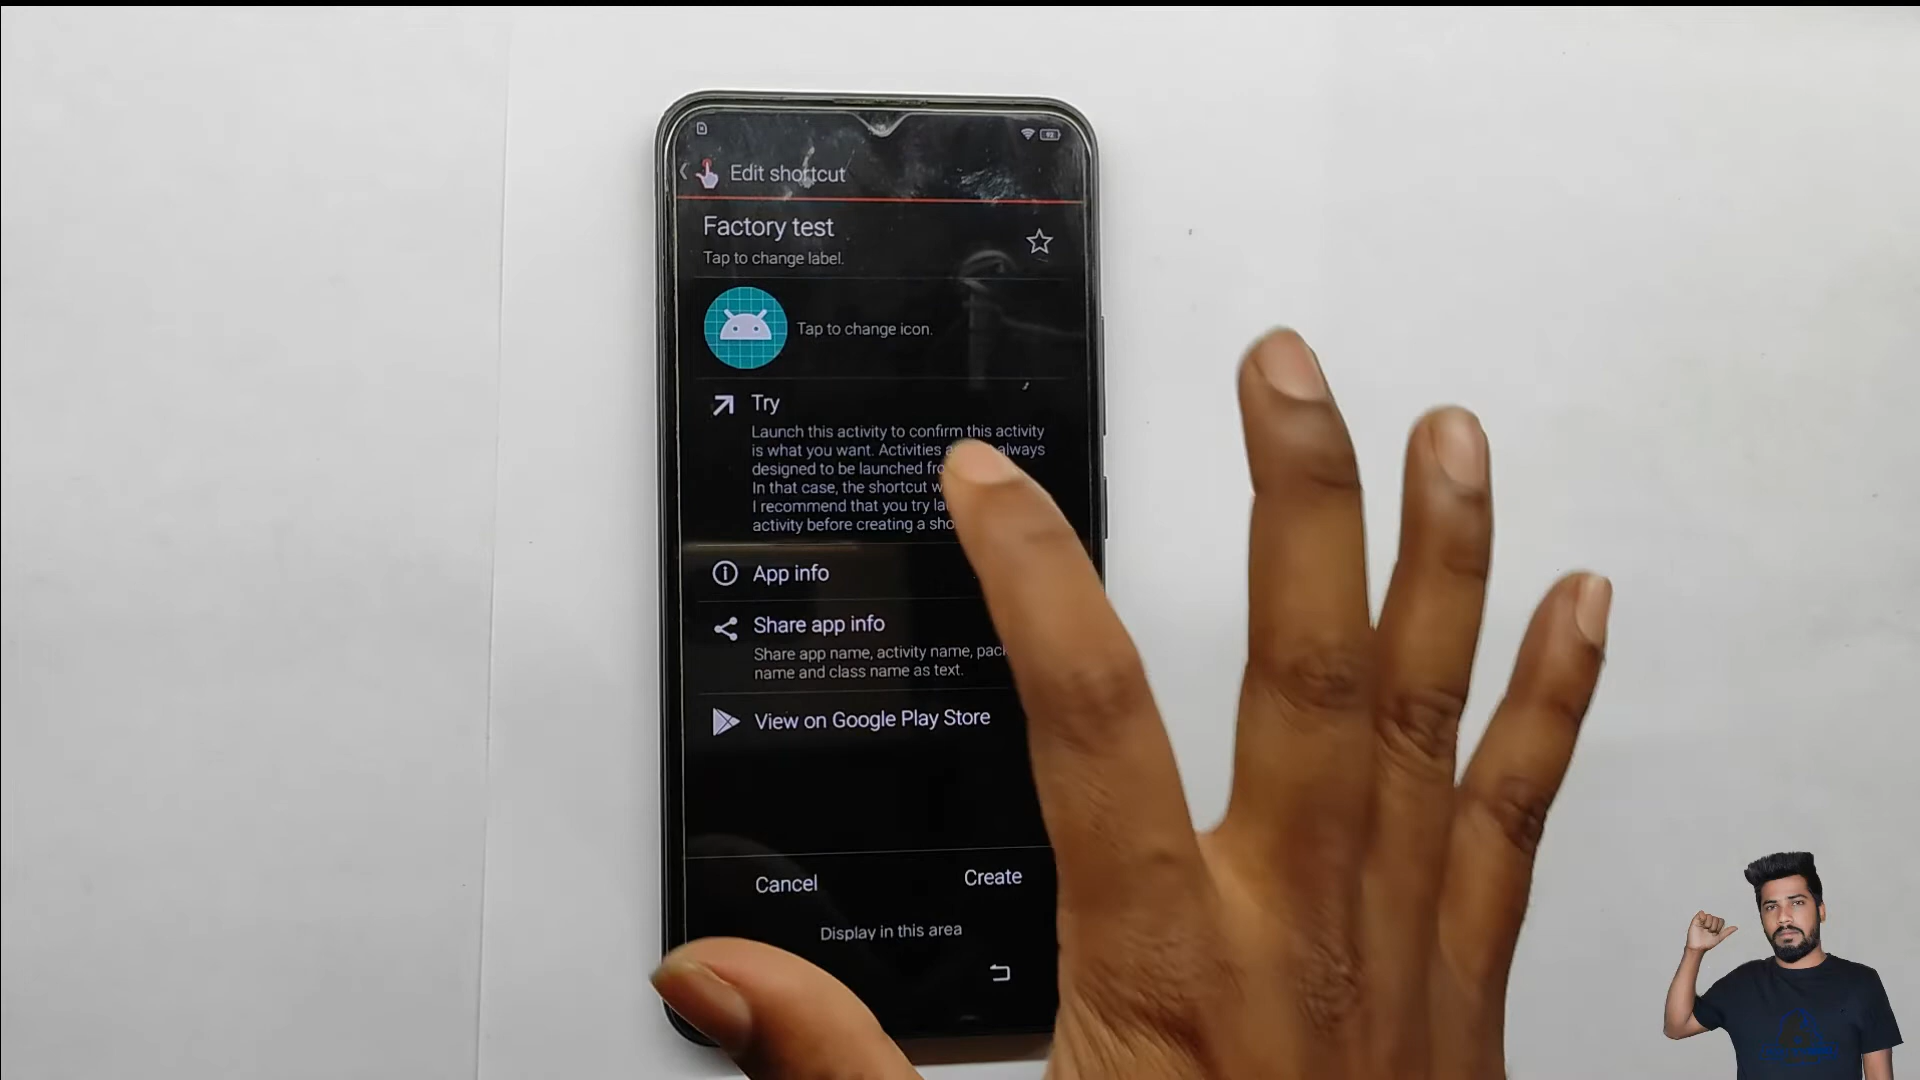 92
Edit shortcut
Factory test
Tap to change label.
Tap to change icon.
Try
Launch this activity to confirm this activity
is what you want. Activities always
designed to be launched
In that case, the shortcut
I recommend that you try
activity before creating a
App info
Share app info
Share app name, activity name,
name and class name as text.
View on Google Play Store
Cancel
Create
Display in this area